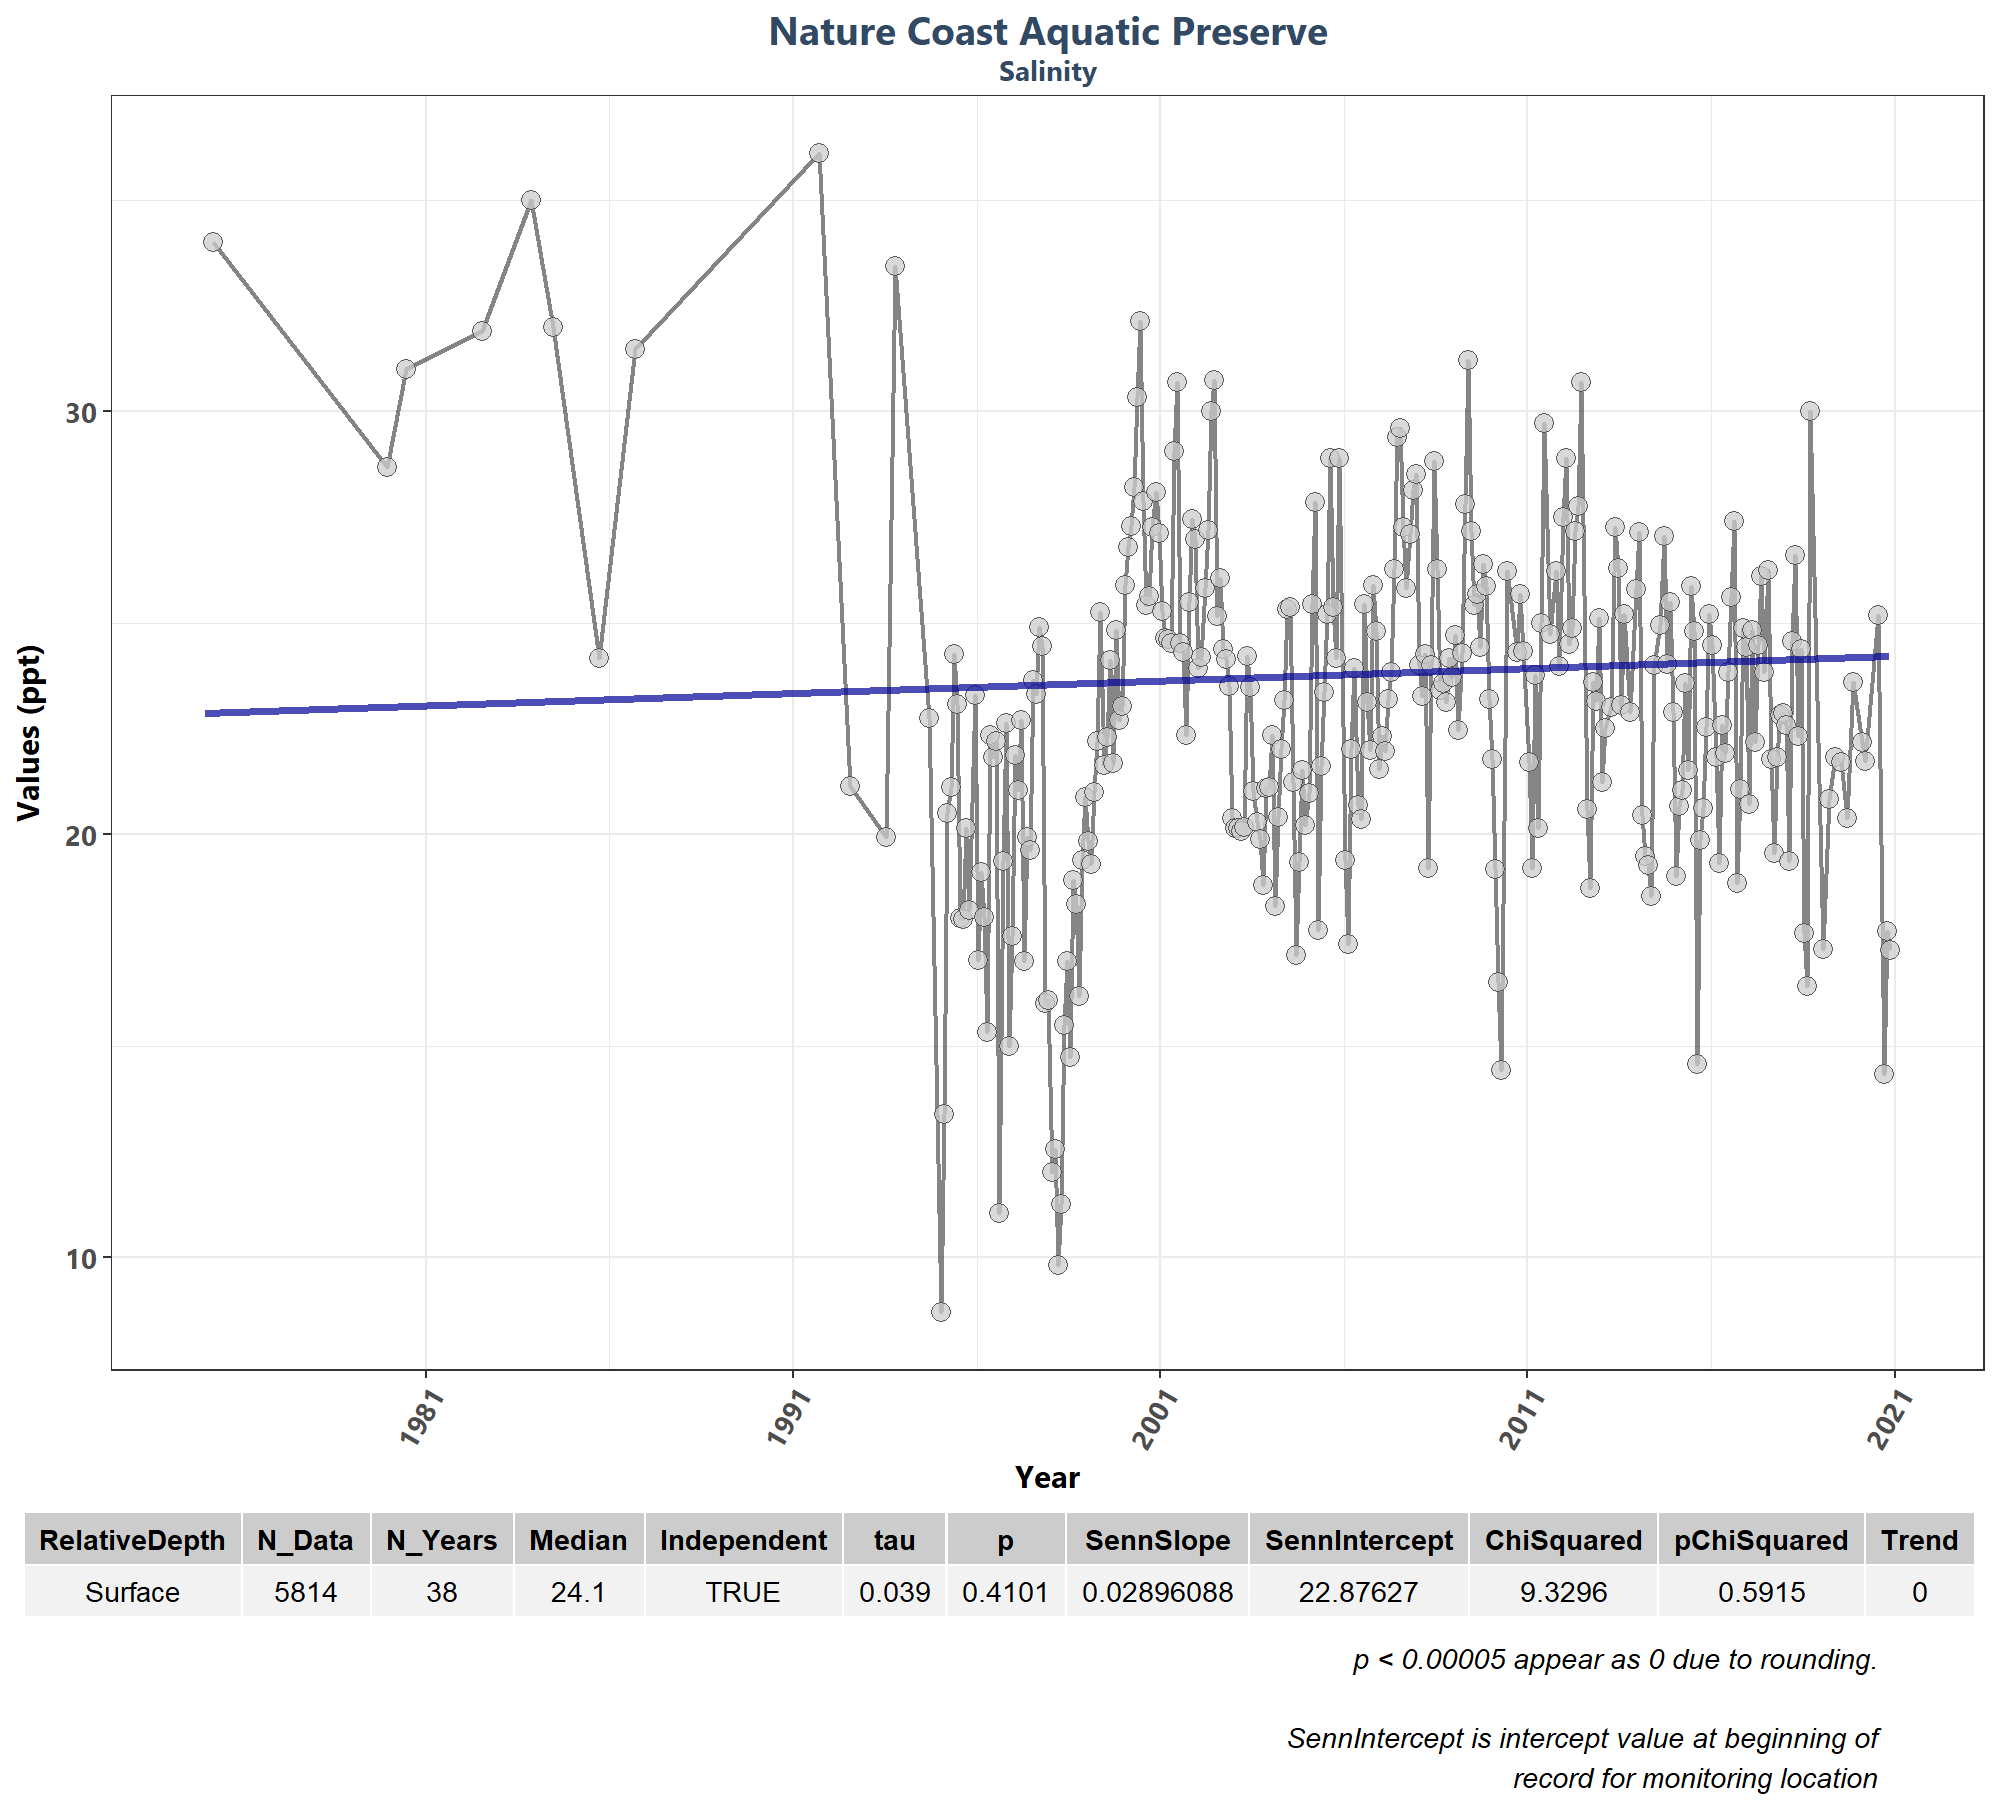 Nature Coast Aquatic Preserve
Salinity
Values (ppt)
30
20
10
1981 1991 2001 2011 2021
Year
RelativeDepth N_Data N_Years Median Independent tau p SennSlope SennIntercept ChiSquared pChiSquared Trend
Surface 5814 38 24.1 TRUE 0.039 0.4101 0.02896088 22.87627 9.3296 0.5915 0
p < 0.00005 appear as 0 due to rounding.
SennIntercept is intercept value at beginning of
record for monitoring location